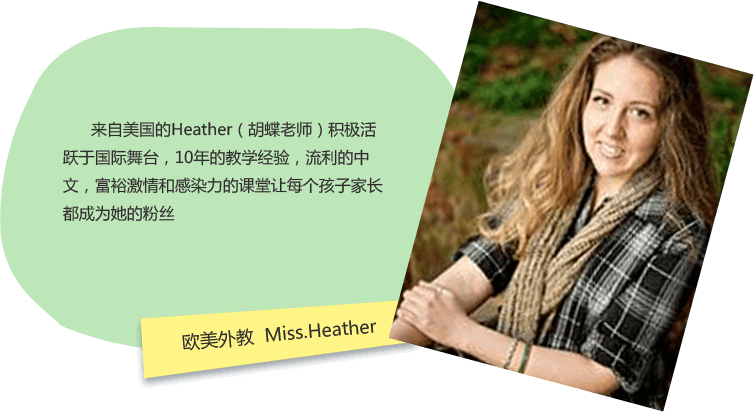 来自美国的Heather（胡蝶老师）积极活
跃于国际舞台，10年的教学经验，流利的中
文，富裕激情和感染力的课堂让每个孩子家长
都成为她的粉丝
欧美外教 Miss.Heather